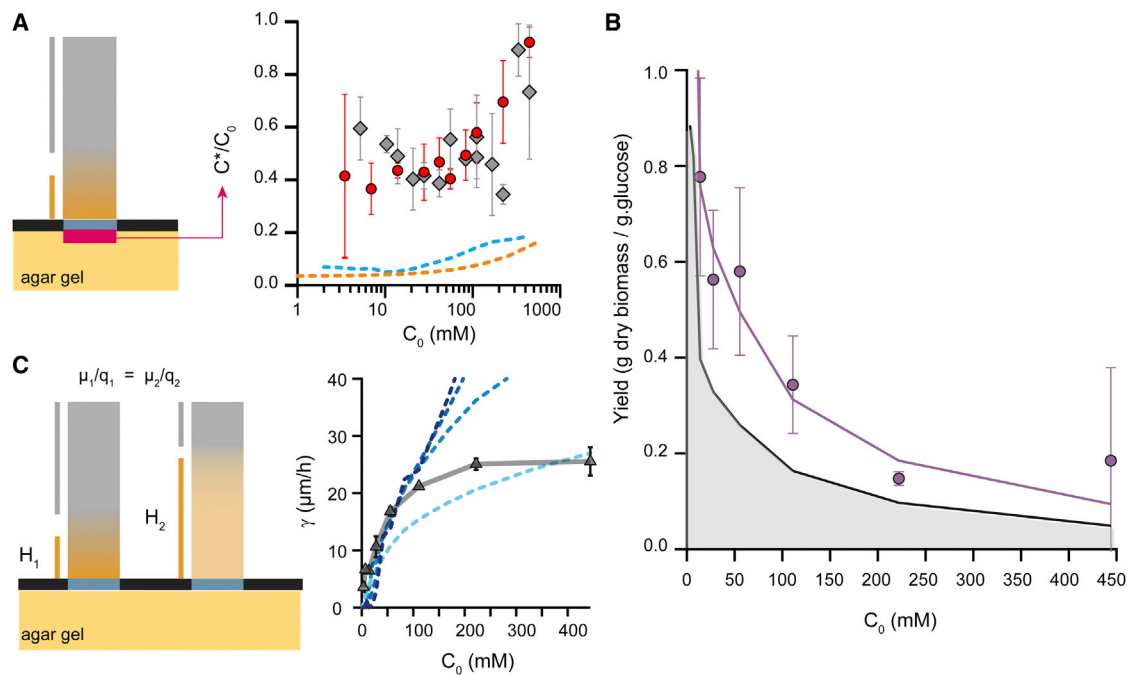 A
agar gel
C*/C₀
1.0
0.8
0.6
0.4
0.2
0.0
1
10
100
1000
C₀ (mM)
B
Yield (g dry biomass / g.glucose)
1.0
0.8
0.6
0.4
0.2
0.0
0
50
100
150
200
250
300
350
400
450
C₀ (mM)
C
μ₁/q₁ = μ₂/q₂
H₁
H₂
agar gel
γ (μm/h)
40
30
20
10
0
0
100
200
300
400
C₀ (mM)